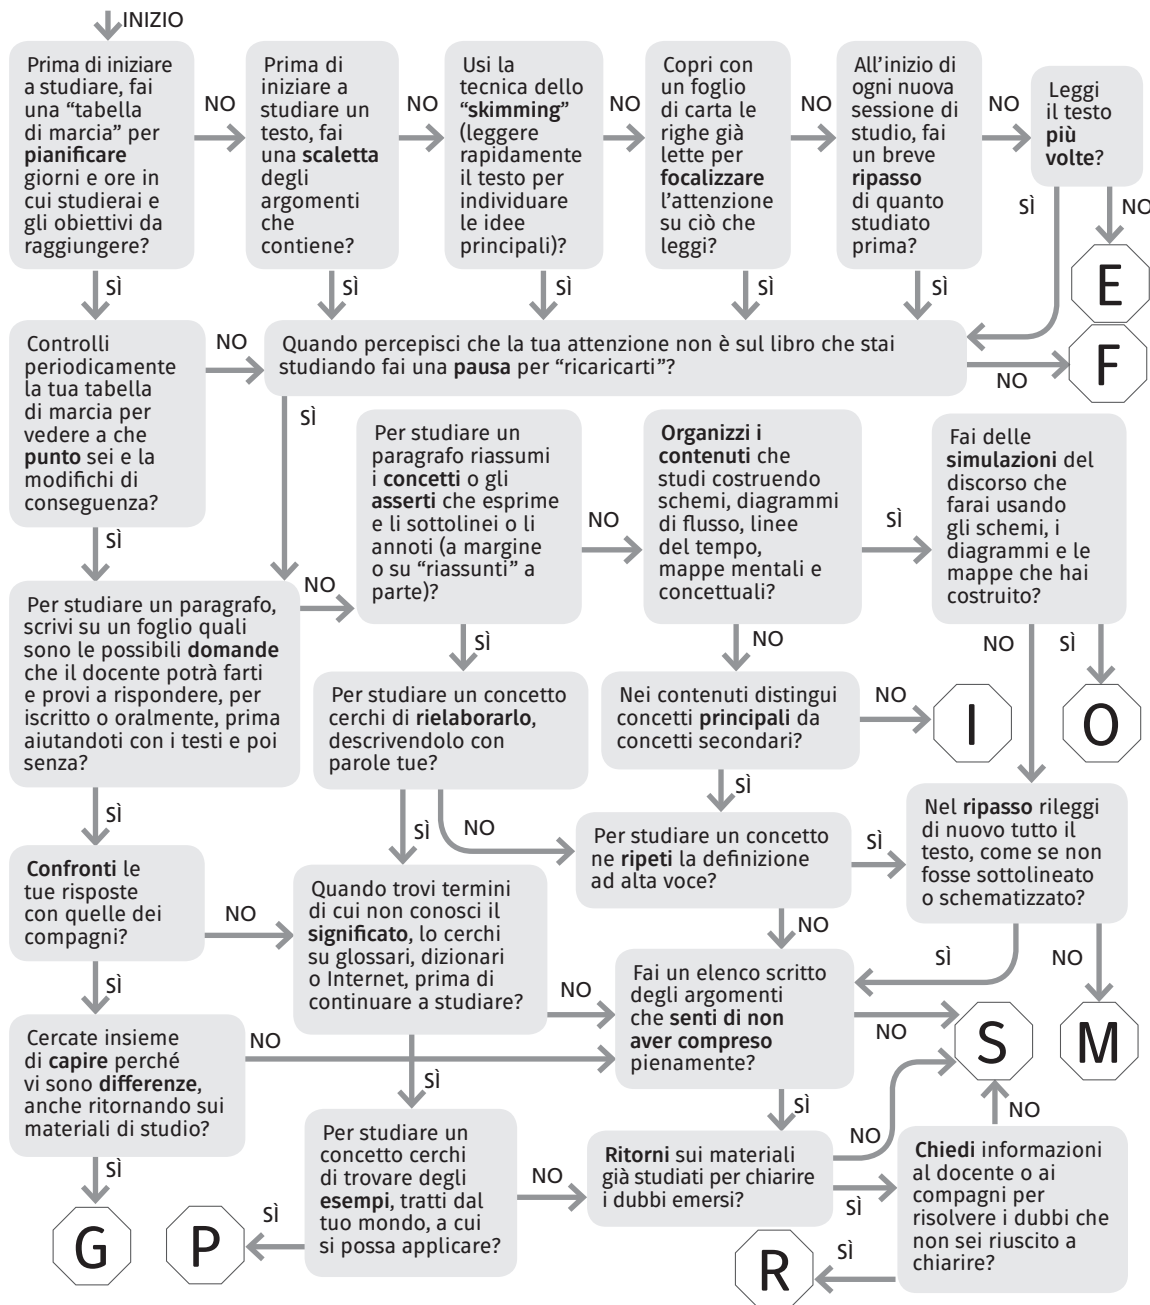 INIZIO
Prima di iniziare
a studiare, fai
una “tabella
di marcia” per
pianificare
giorni e ore in
cui studierai e
gli obiettivi da
raggiungere?
NO
Prima di
iniziare a
studiare un
testo, fai
una scaletta
degli
argomenti
che
contiene?
NO
Usi la
tecnica dello
“skimming”
(leggere
rapidamente
il testo per
individuare
le idee
principali)?
NO
Copri con
un foglio
di carta le
righe già
lette per
focalizzare
l’attenzione
su ciò che
leggi?
NO
All’inizio di
ogni nuova
sessione di
studio, fai
un breve
ripasso
di quanto
studiato
prima?
NO
Leggi
il testo
più
volte?
SÌ
NO
E
SÌ
SÌ
SÌ
SÌ
SÌ
Controlli
periodicamente
la tua tabella
di marcia per
vedere a che
punto sei e la
modifichi di
conseguenza?
NO
Quando percepisci che la tua attenzione non è sul libro che stai
studiando fai una pausa per “ricaricarti”?
NO
F
SÌ
SÌ
Per studiare un
paragrafo riassumi
i concetti o gli
asserti che esprime
e li sottolinei o li
annoti (a margine
o su “riassunti” a
parte)?
NO
Organizzi i
contenuti che
studi costruendo
schemi, diagrammi
di flusso, linee
del tempo,
mappe mentali e
concettuali?
SÌ
Fai delle
simulazioni del
discorso che
farai usando
gli schemi, i
diagrammi e le
mappe che hai
costruito?
Per studiare un paragrafo,
scrivi su un foglio quali
sono le possibili domande
che il docente potrà farti
e provi a rispondere, per
iscritto o oralmente, prima
aiutandoti con i testi e poi
senza?
NO
SÌ
NO
NO
SÌ
Per studiare un concetto
cerchi di rielaborarlo,
descrivendolo con
parole tue?
Nei contenuti distingui
concetti principali da
concetti secondari?
NO
I
O
SÌ
SÌ
NO
SÌ
Per studiare un concetto
ne ripeti la definizione
ad alta voce?
SÌ
Nel ripasso rileggi
di nuovo tutto il
testo, come se non
fosse sottolineato
o schematizzato?
Confronti le
tue risposte
con quelle dei
compagni?
NO
Quando trovi termini
di cui non conosci il
significato, lo cerchi
su glossari, dizionari
o Internet, prima di
continuare a studiare?
NO
NO
SÌ
NO
SÌ
Fai un elenco scritto
degli argomenti
che senti di non
aver compreso
pienamente?
NO
S
M
Cercate insieme
di capire perché
vi sono differenze,
anche ritornando sui
materiali di studio?
NO
SÌ
SÌ
NO
SÌ
Per studiare un
concetto cerchi
di trovare degli
esempi, tratti dal
tuo mondo, a cui
si possa applicare?
NO
Ritorni sui materiali
già studiati per chiarire
i dubbi emersi?
NO
SÌ
Chiedi informazioni
al docente o ai
compagni per
risolvere i dubbi che
non sei riuscito a
chiarire?
G
P
SÌ
R
SÌ